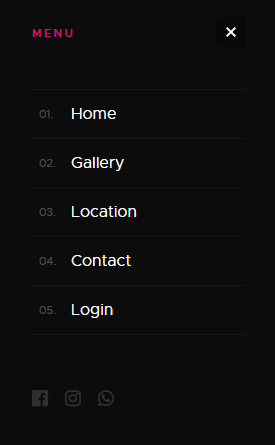 MENU
01. Home
02. Gallery
03. Location
04. Contact
05. Login